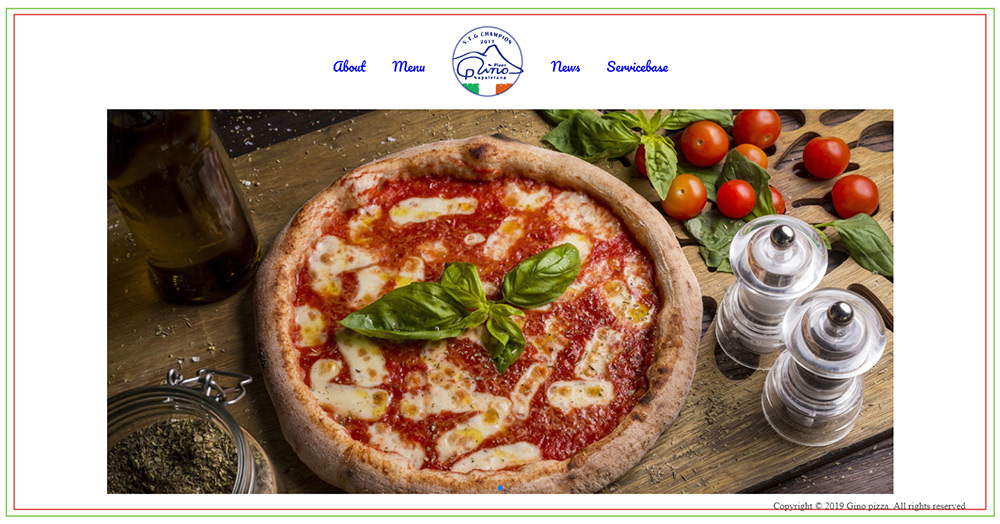 About
Menu
S.T.G CHAMPION
2017
Pizza
Gino
Napoletana
News
Servicebase
Copyright © 2019 Gino pizza. All rights reserved